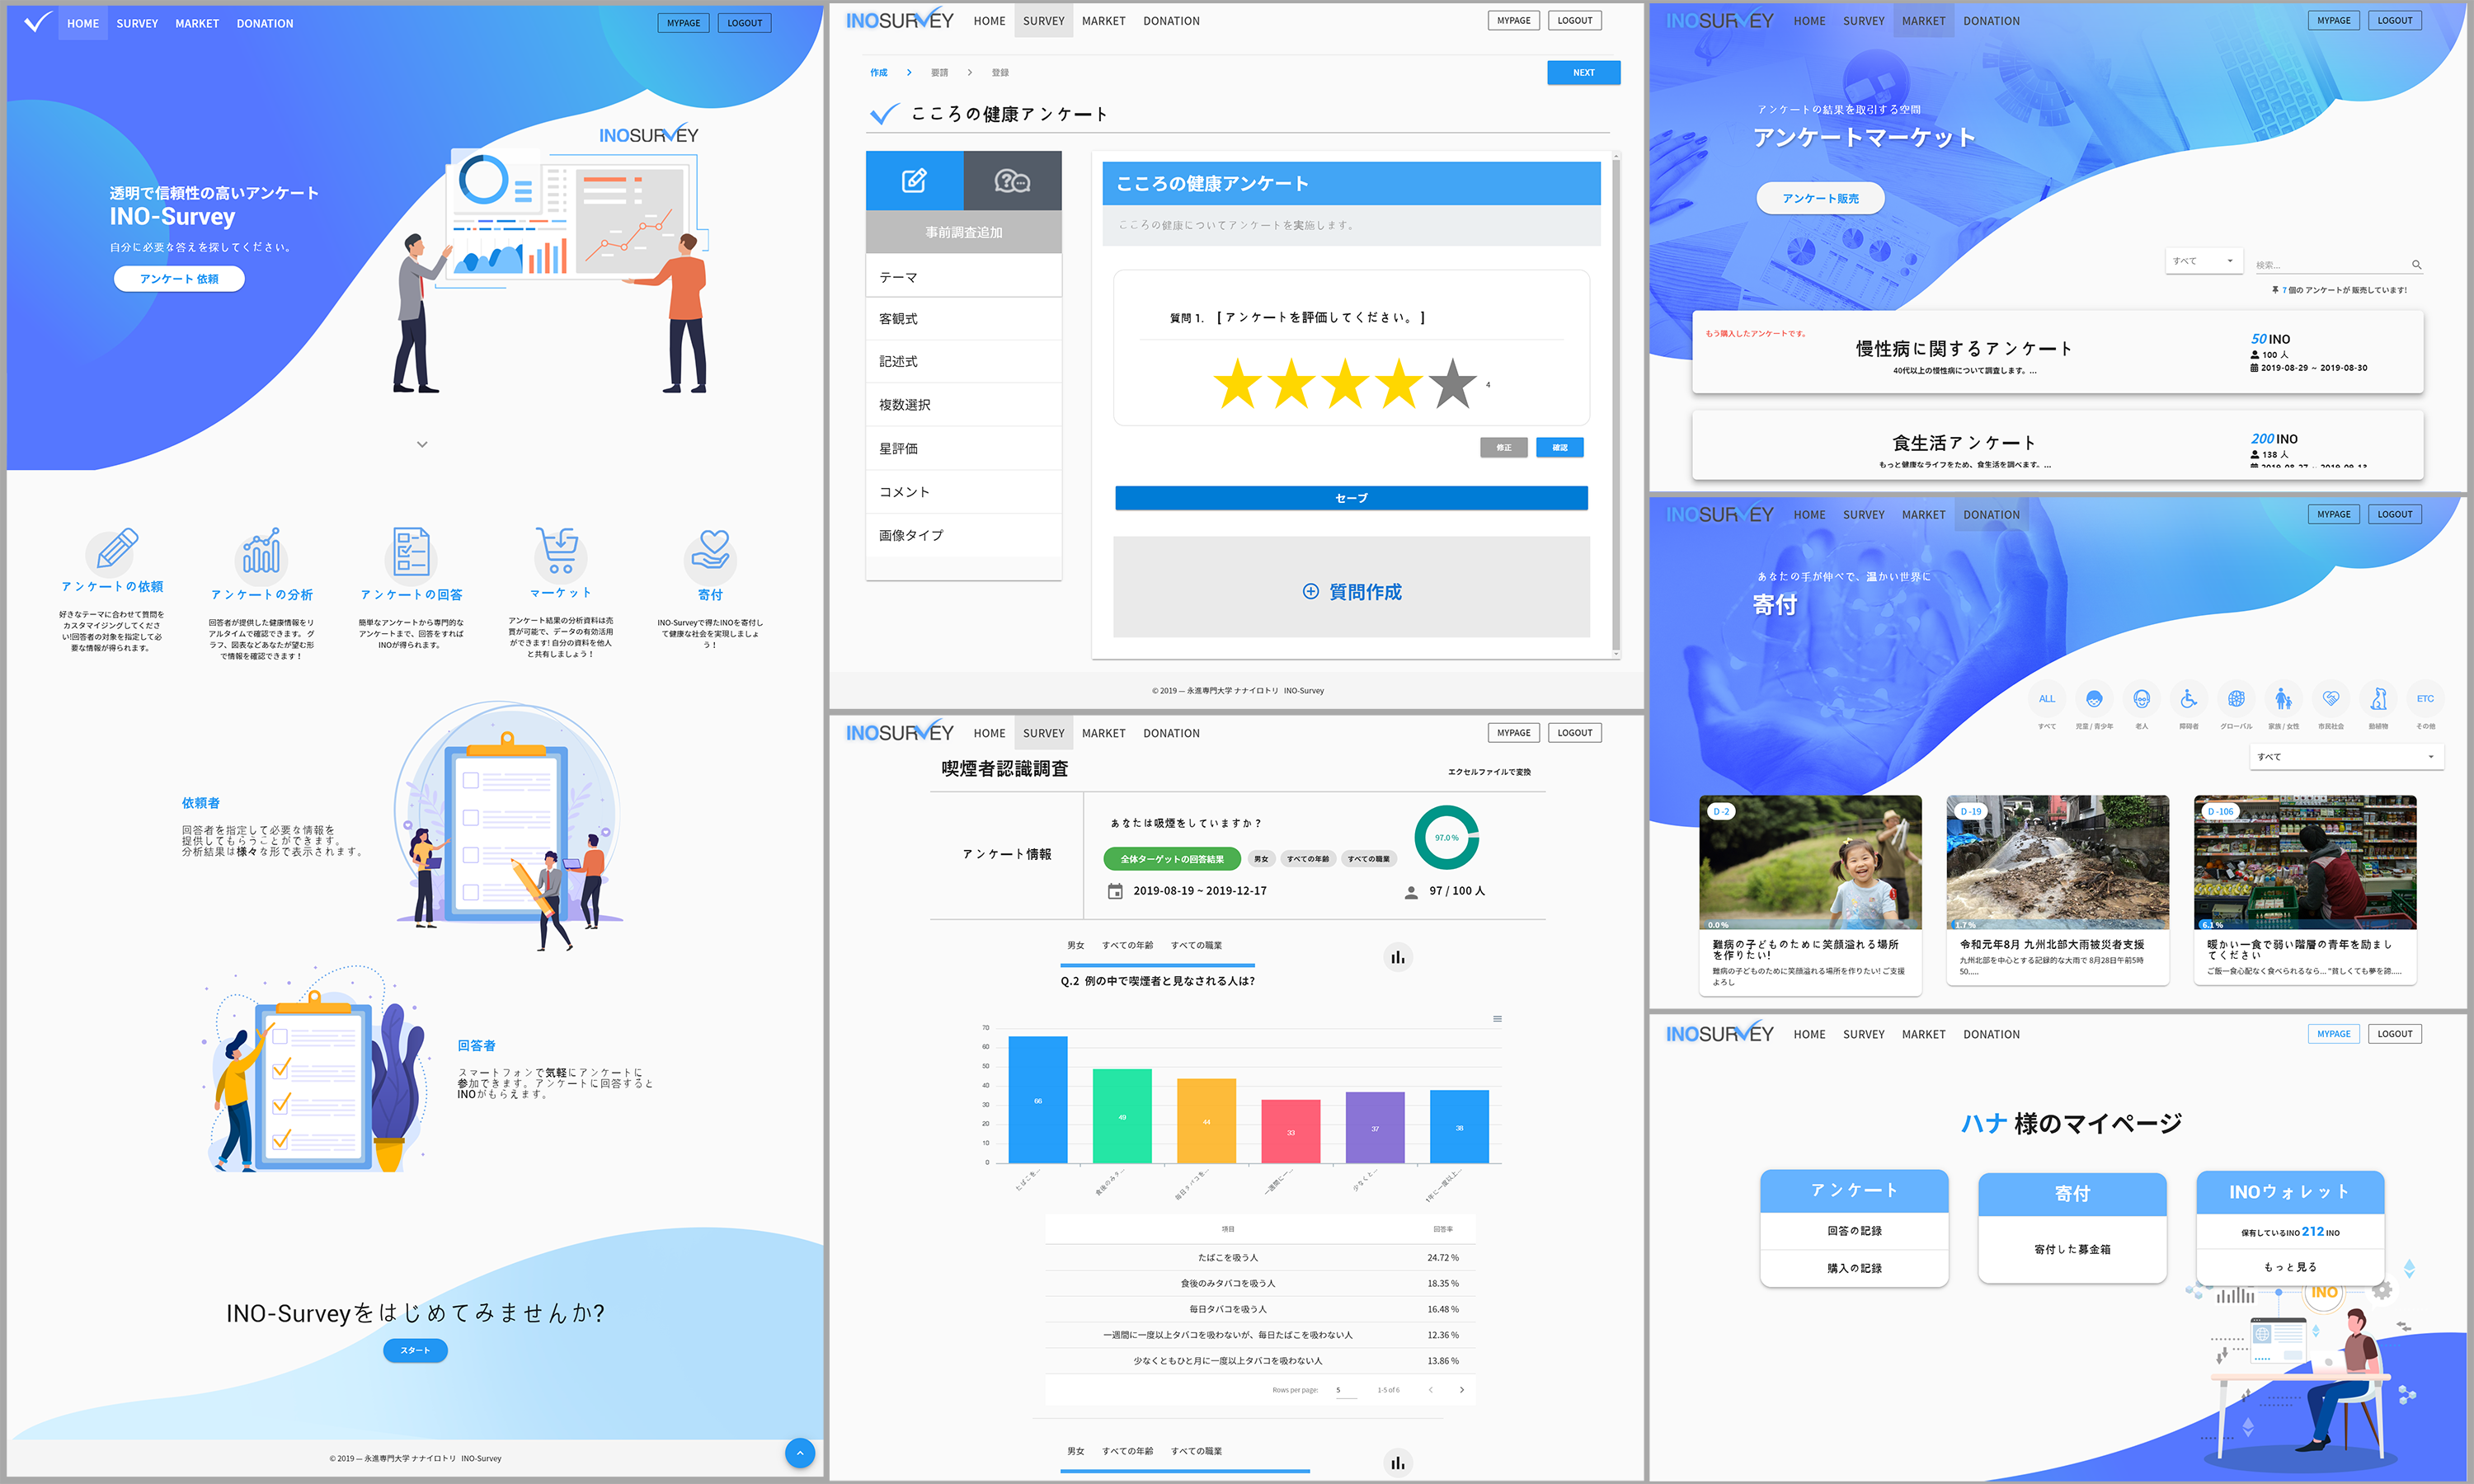 HOME SURVEY MARKET DONATION MYPAGE LOGOUT
INOSURVEY
透明で信頼性の高いアンケート
INO-Survey
自分に必要な答えを探してください。
アンケート 依頼
アンケートの依頼
好きなテーマに合わせて質問を
カスタマイジングしてくださ
い!回答者の対象を指定して必
要な情報が得られます。
アンケートの分析
回答者が提供した健康情報をリ
アルタイムで確認できます。グ
ラフ、図表などあなたが望む形
で情報を確認できます！
アンケートの回答
簡単なアンケートから専門的な
アンケートまで、回答をすれば
INOが得られます。
マーケット
アンケート結果の分析資料は売
買が可能で、データの有効活用
ができます! 自分の資料を他人
と共有しましょう！
寄付
INO-Surveyで得たINOを寄付し
て健康な社会を実現しましょ
う！
依頼者
回答者を指定して必要な情報を
提供してもらうことができます。
分析結果は様々な形で表示されます。
回答者
スマートフォンで気軽にアンケートに
参加できます。アンケートに回答すると
INOがもらえます。
INO-Surveyをはじめてみませんか?
スタート
© 2019 — 永進専門大学 ナナイロトリ INO-Survey
INOSURVEY HOME SURVEY MARKET DONATION MYPAGE LOGOUT
作成 > 要請 > 登録 NEXT
こころの健康アンケート
事前調査追加
テーマ
客観式
記述式
複数選択
星評価
コメント
画像タイプ
こころの健康アンケート
こころの健康についてアンケートを実施します。
質問 1. [ アンケートを評価してください。 ]
4
修正 確認
セーブ
質問作成
© 2019 — 永進専門大学 ナナイロトリ INO-Survey
INOSURVEY HOME SURVEY MARKET DONATION MYPAGE LOGOUT
喫煙者認識調査
エクセルファイルで変換
アンケート情報
あなたは吸煙をしていますか？
97.0 %
全体ターゲットの回答結果 男女 すべての年齢 すべての職業
2019-08-19 ~ 2019-12-17 97 / 100 人
男女 すべての年齢 すべての職業
Q.2 例の中で喫煙者と見なされる人は?
70
60
50
40
30
20
10
0
66 49 44 33 37 38
たばこを... 食後のみタ... 毎日タバコを... 一週間に一... 少なくと... 1年に一度以上...
項目 回答率
たばこを吸う人 24.72 %
食後のみタバコを吸う人 18.35 %
毎日タバコを吸う人 16.48 %
一週間に一度以上タバコを吸わないが、毎日たばこを吸わない人 12.36 %
少なくともひと月に一度以上タバコを吸わない人 13.86 %
Rows per page: 5 1-5 of 6
男女 すべての年齢 すべての職業
INOSURVEY HOME SURVEY MARKET DONATION MYPAGE LOGOUT
アンケートの結果を取引する空間
アンケートマーケット
アンケート販売
すべて 検索...
7 個の アンケートが 販売しています!
もう購入したアンケートです。
慢性病に関するアンケート
40代以上の慢性病について調査します。...
50 INO
100 人
2019-08-29 ~ 2019-08-30
食生活アンケート
もっと健康なライフをため、食生活を調べます。...
200 INO
138 人
INOSURVEY HOME SURVEY MARKET DONATION MYPAGE LOGOUT
あなたの手が伸べで、温かい世界に
寄付
ALL ETC
すべて 児童 / 青少年 老人 障碍者 グローバル 家族 / 女性 市民社会 動植物 その他
すべて
D -2
0.0 %
難病の子どものために笑顔溢れる場所
を作りたい!
難病の子どものために笑顔溢れる場所を作りたい! ご支援
よろし
D -19
1.7 %
令和元年8月 九州北部大雨被災者支援
九州北部を中心とする記録的な大雨で 8月28日午前5時
50.....
D -106
6.1 %
暖かい一食で弱い階層の青年を励まし
てください
ご飯一食心配なく食べられるなら... "貧しくても夢を諦.....
INOSURVEY HOME SURVEY MARKET DONATION MYPAGE LOGOUT
ハナ 様のマイページ
アンケート
回答の記録
購入の記録
寄付
寄付した募金箱
INOウォレット
保有しているINO 212 INO
もっと見る
INO